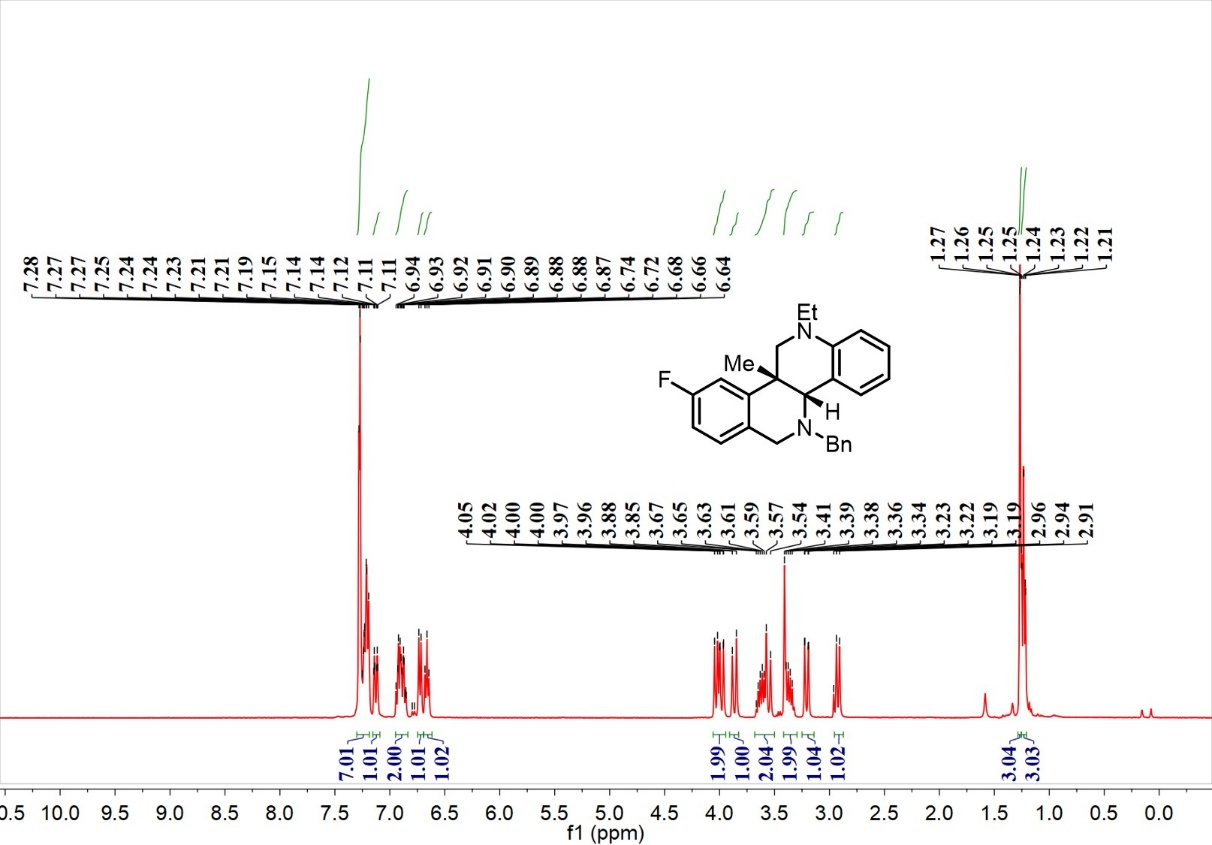 1.27 1.26 1.25 1.25 1.24 1.23 1.22 1.21
7.28 7.27 7.27 7.25 7.24 7.24 7.23 7.21 7.21 7.19 7.15 7.14 7.14 7.12 7.11 7.11 6.94 6.93 6.92 6.91 6.90 6.89 6.88 6.88 6.87 6.74 6.72 6.68 6.66 6.64
Et
N
Me
F
H
N
Bn
4.05 4.02 4.00 4.00 3.97 3.96 3.88 3.85 3.67 3.65 3.63 3.61 3.59 3.57 3.54 3.41 3.39 3.38 3.36 3.34 3.23 3.22 3.19 3.19 2.96 2.94 2.91
7.01 1.01 2.00 1.01 1.02 1.99 1.00 2.04 1.99 1.04 1.02 3.04 3.03
0.5 10.0 9.5 9.0 8.5 8.0 7.5 7.0 6.5 6.0 5.5 5.0 4.5 4.0 3.5 3.0 2.5 2.0 1.5 1.0 0.5 0.0
f1 (ppm)